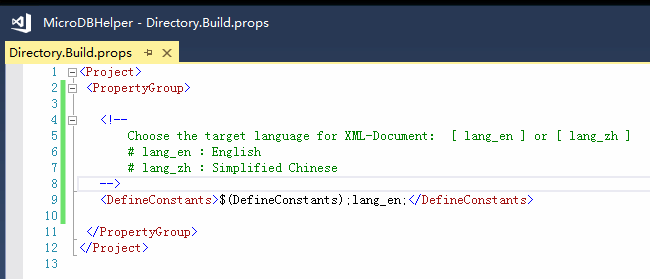 MicroDBHelper - Directory.Build.props
Directory.Build.props
1 <Project>
2 <PropertyGroup>
3
4 <!--
5 Choose the target language for XML-Document: [ lang_en ] or [ lang_zh ]
6 # lang_en : English
7 # lang_zh : Simplified Chinese
8 -->
9 <DefineConstants>$(DefineConstants);lang_en;</DefineConstants>
10
11 </PropertyGroup>
12 </Project>
13